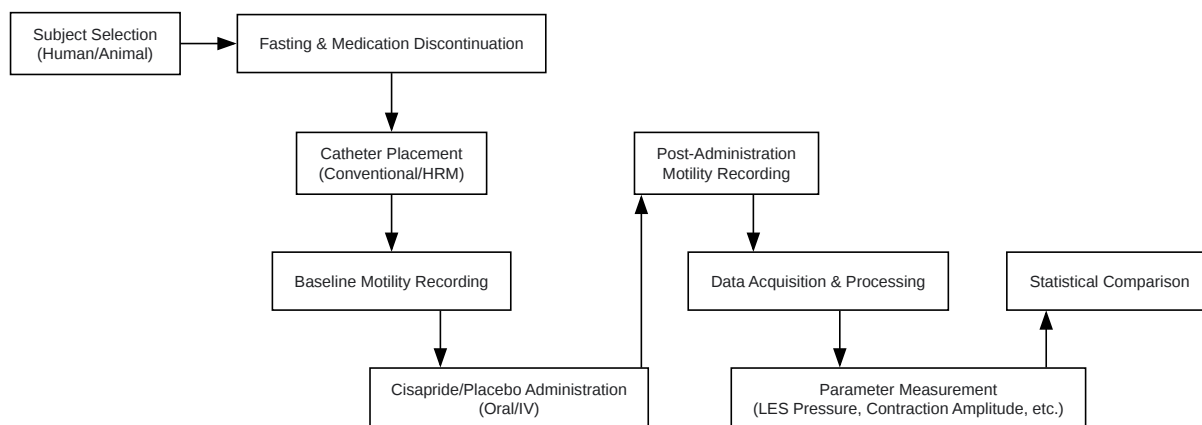 Subject Selection
(Human/Animal)
Fasting & Medication Discontinuation
Catheter Placement
(Conventional/HRM)
Baseline Motility Recording
Cisapride/Placebo Administration
(Oral/IV)
Post-Administration
Motility Recording
Data Acquisition & Processing
Parameter Measurement
(LES Pressure, Contraction Amplitude, etc.)
Statistical Comparison